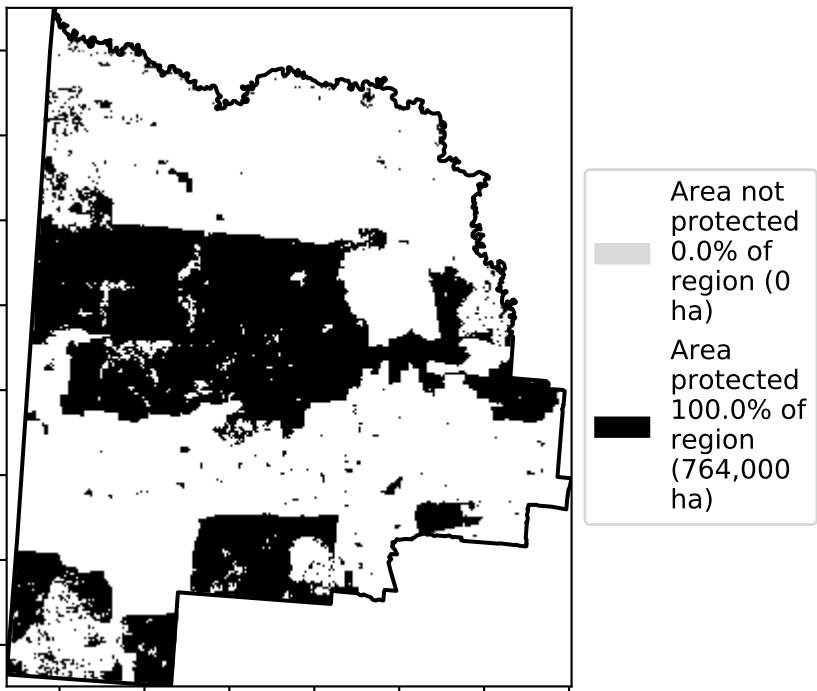 Area not
protected
0.0% of
region (0
ha)
Area
protected
100.0% of
region
(764,000
ha)